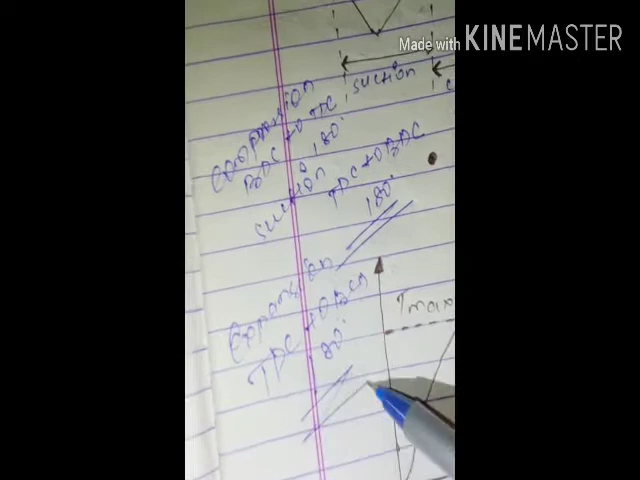 Made with KINEMASTER
suction
c
BDC to TDC
180°
suction
TDC to BDC
180°
Expansion
TDC to BDC
180°
Tmax